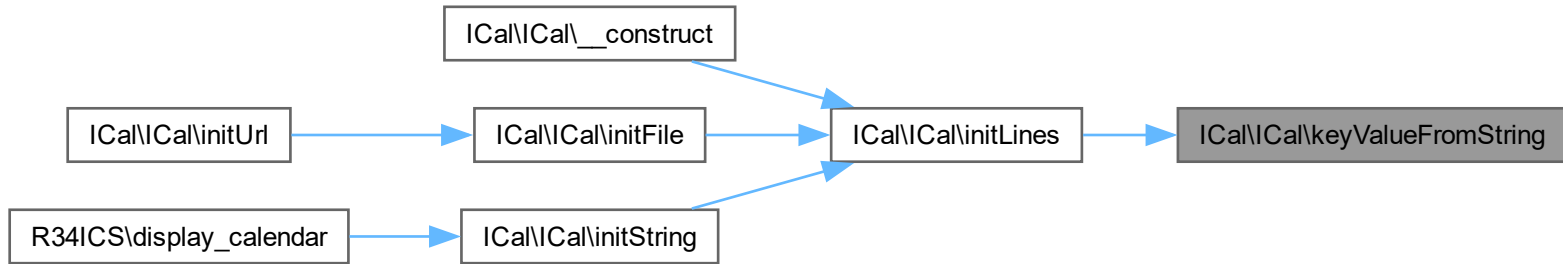 ICal\ICal\__construct
ICal\ICal\initUrl
ICal\ICal\initFile
ICal\ICal\initLines
ICal\ICal\keyValueFromString
R34ICS\display_calendar
ICal\ICal\initString